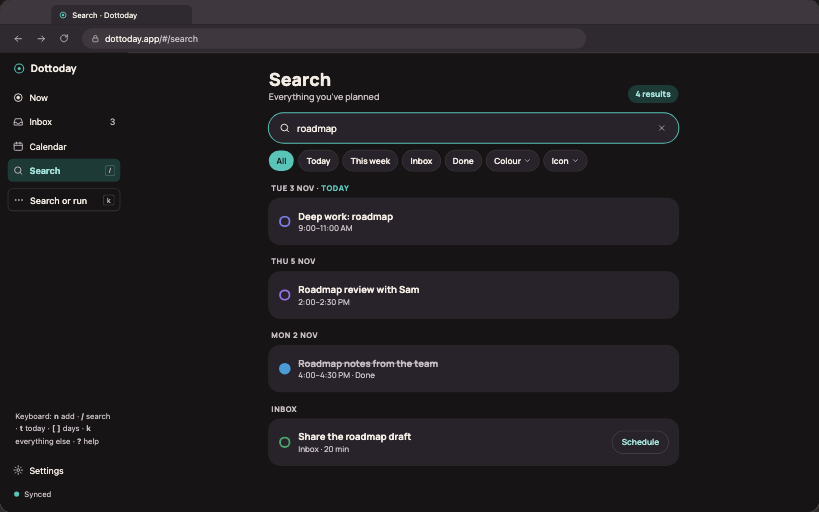 Search · Dottoday
dottoday.app/#/search
Dottoday
Now
Inbox 3
Calendar
Search /
Search or run k
Keyboard: n add · / search
· t today · [ ] days · k
everything else · ? help
Settings
Synced
Search
Everything you've planned
4 results
roadmap
All Today This week Inbox Done Colour Icon
TUE 3 NOV · TODAY
Deep work: roadmap
9:00–11:00 AM
THU 5 NOV
Roadmap review with Sam
2:00–2:30 PM
MON 2 NOV
Roadmap notes from the team
4:00–4:30 PM · Done
INBOX
Share the roadmap draft
Inbox · 20 min
Schedule